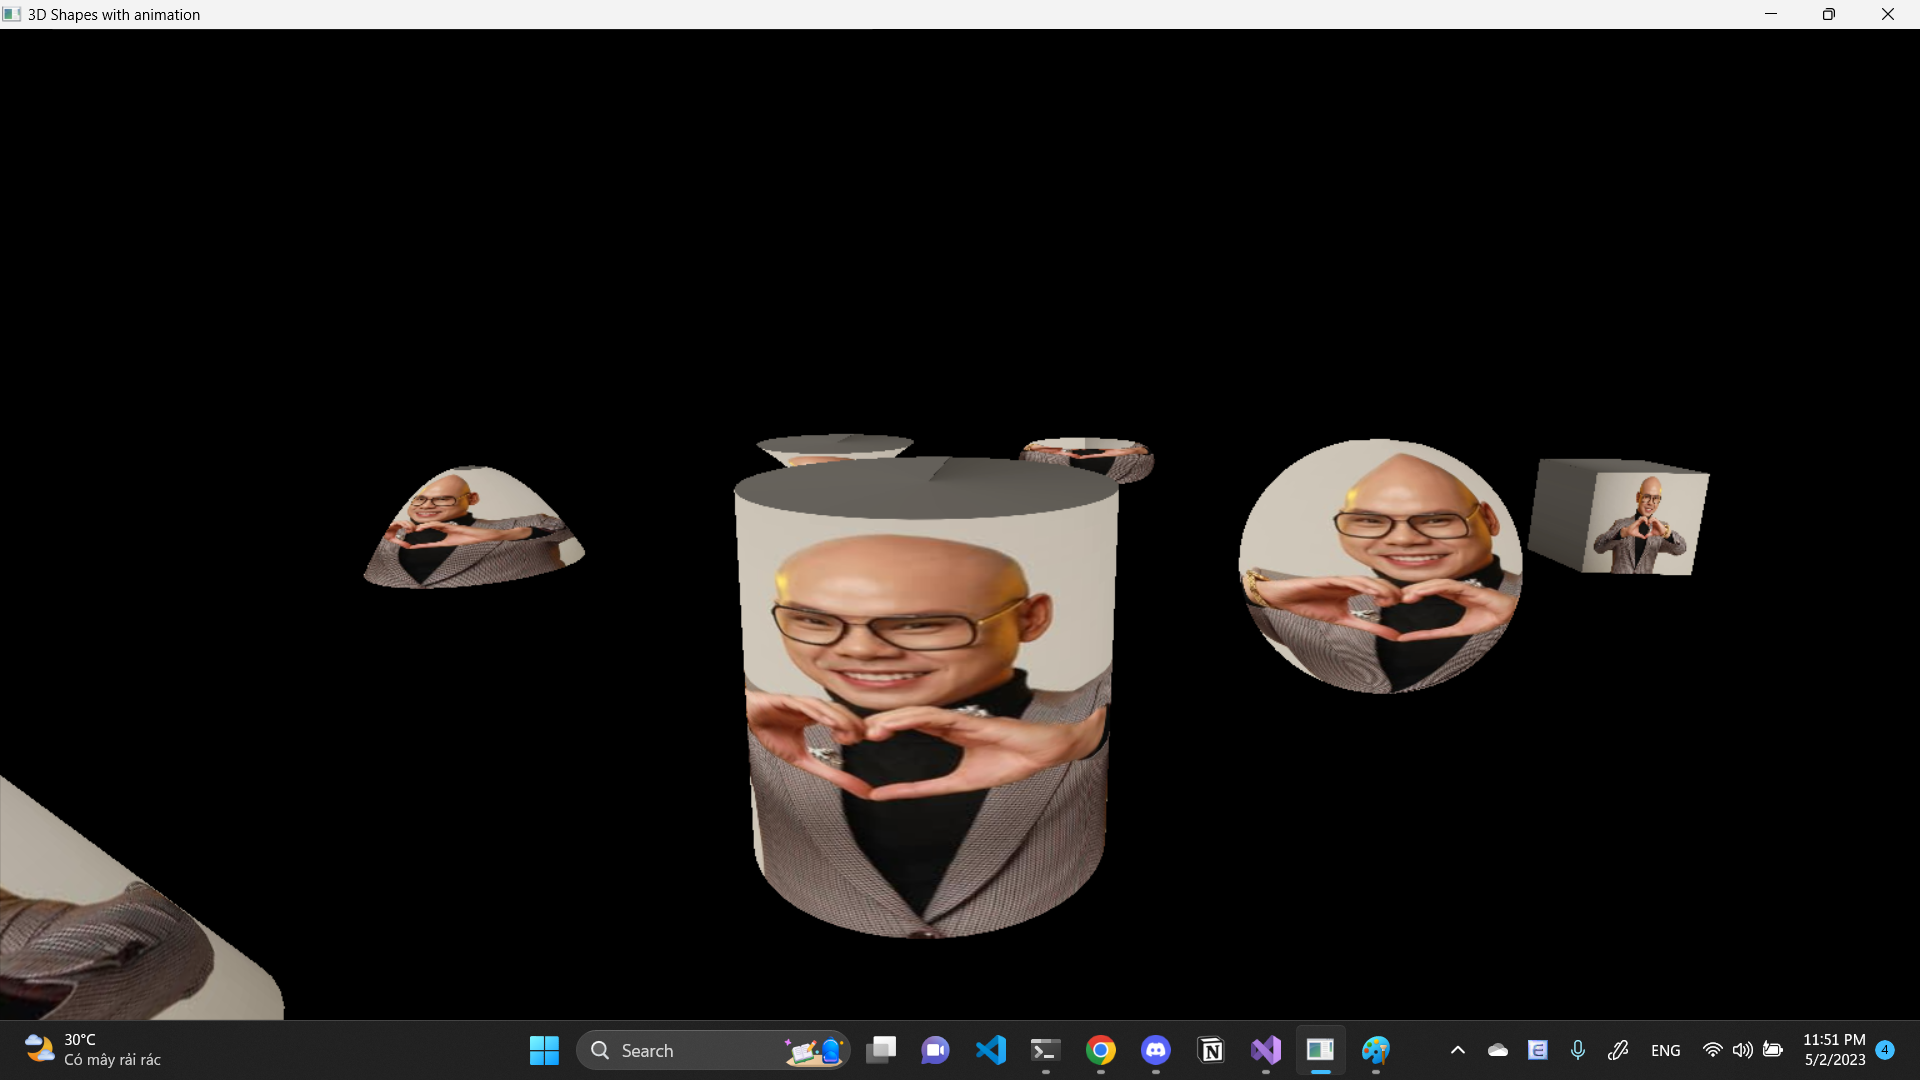 3D Shapes with animation
30°C
Có mây rải rác
Search
ENG
11:51 PM
5/2/2023
4